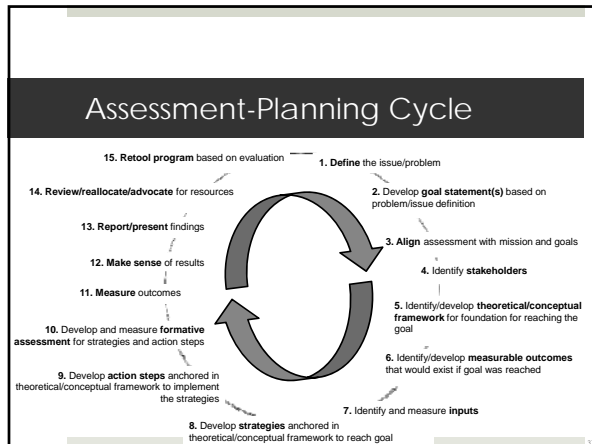 Assessment-Planning Cycle
1. Define the issue/problem
2. Develop goal statement(s) based on
problem/issue definition
3. Align assessment with mission and goals
4. Identify stakeholders
5. Identify/develop theoretical/conceptual
framework for foundation for reaching the
goal
6. Identify/develop measurable outcomes
that would exist if goal was reached
7. Identify and measure inputs
8. Develop strategies anchored in
theoretical/conceptual framework to reach goal
9. Develop action steps anchored in
theoretical/conceptual framework to implement
the strategies
10. Develop and measure formative
assessment for strategies and action steps
11. Measure outcomes
12. Make sense of results
13. Report/present findings
14. Review/reallocate/advocate for resources
15. Retool program based on evaluation